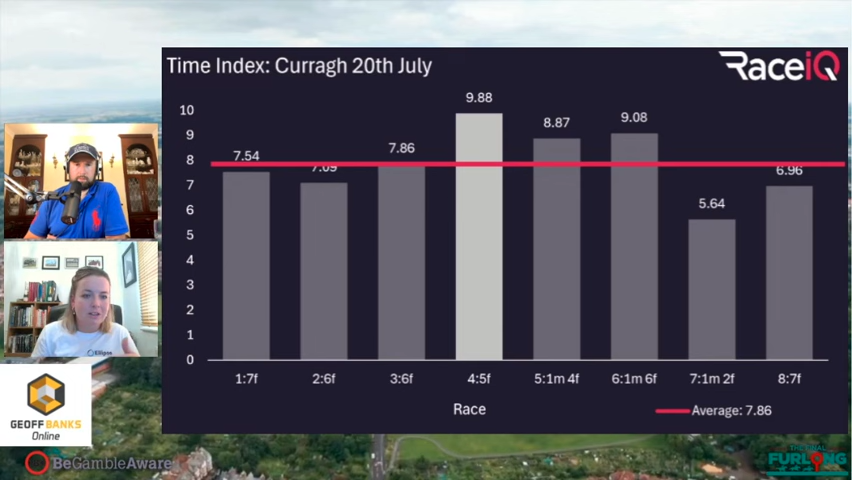 Time Index: Curragh 20th July
RaceiQ
10
9
8
7
6
5
4
3
2
1
0
7.54
7.09
7.86
9.88
8.87
9.08
5.64
6.96
1:7f
2:6f
3:6f
4:5f
5:1m 4f
6:1m 6f
7:1m 2f
8:7f
Race
Average: 7.86
GEOFF BANKS
Online
BeGambleAware
THE FINAL
FURLONG